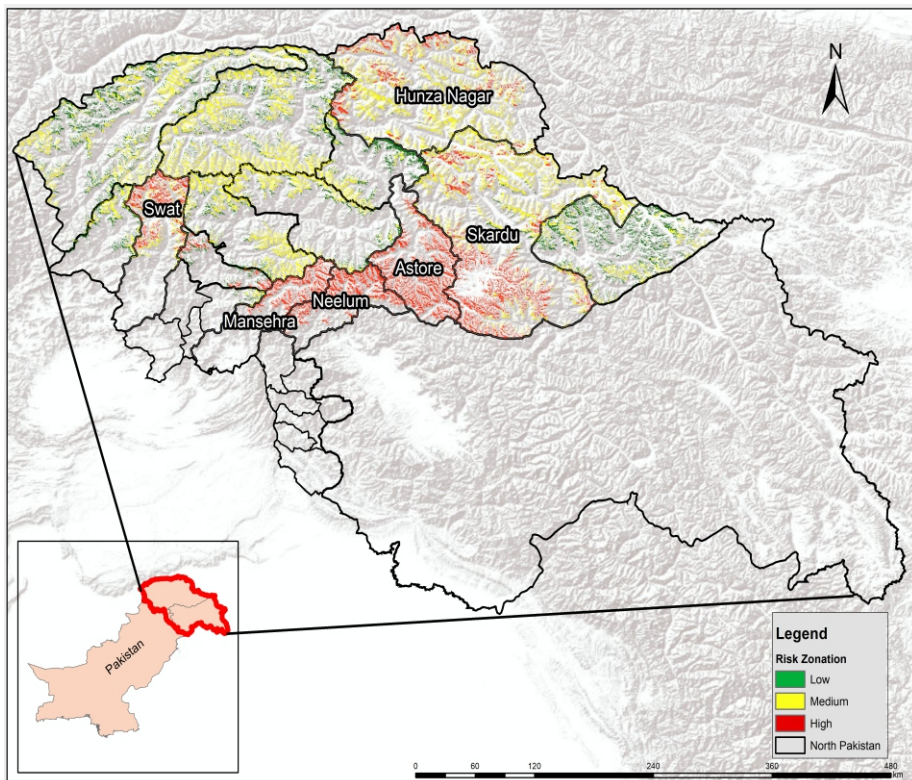 N
Hunza Nagar
Swat
Skardu
Astore
Neelum
Mansehra
Pakistan
Legend
Risk Zonation
Low
Medium
High
North Pakistan
0 60 120 240 360 480
km